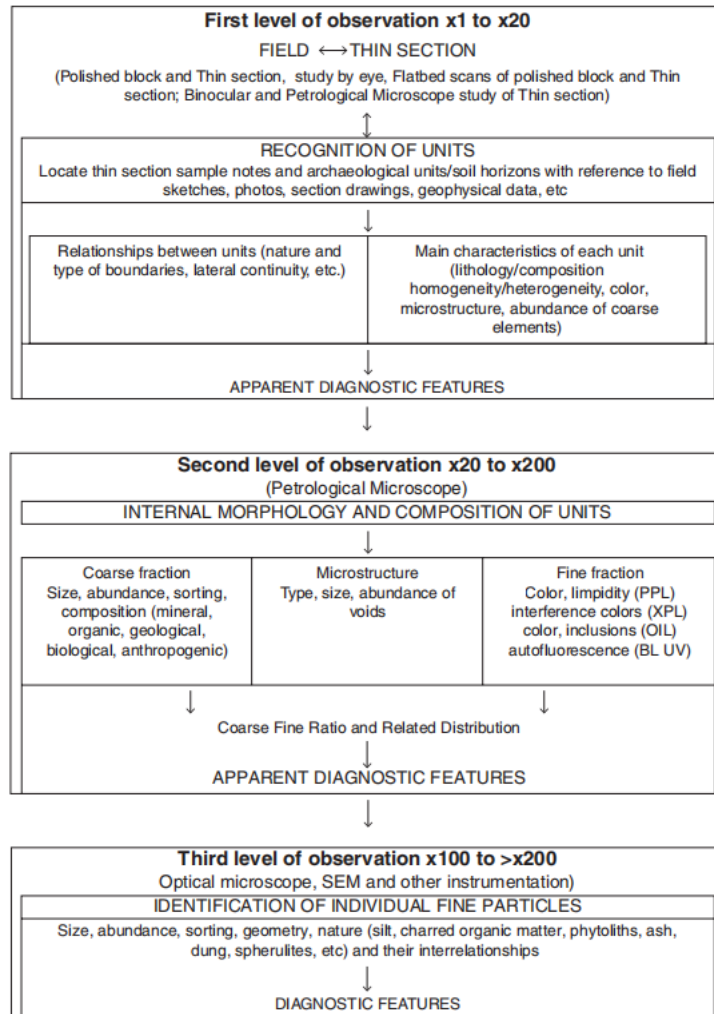 First level of observation x1 to x20
FIELD ⟷ THIN SECTION
(Polished block and Thin section, study by eye, Flatbed scans of polished block and Thin
section; Binocular and Petrological Microscope study of Thin section)
RECOGNITION OF UNITS
Locate thin section sample notes and archaeological units/soil horizons with reference to field
sketches, photos, section drawings, geophysical data, etc
Relationships between units (nature and
type of boundaries, lateral continuity, etc.)
Main characteristics of each unit
(lithology/composition
homogeneity/heterogeneity, color,
microstructure, abundance of coarse
elements)
APPARENT DIAGNOSTIC FEATURES
Second level of observation x20 to x200
(Petrological Microscope)
INTERNAL MORPHOLOGY AND COMPOSITION OF UNITS
Coarse fraction
Size, abundance, sorting,
composition (mineral,
organic, geological,
biological, anthropogenic)
Microstructure
Type, size, abundance of
voids
Fine fraction
Color, limpidity (PPL)
interference colors (XPL)
color, inclusions (OIL)
autofluorescence (BL UV)
Coarse Fine Ratio and Related Distribution
APPARENT DIAGNOSTIC FEATURES
Third level of observation x100 to >x200
Optical microscope, SEM and other instrumentation)
IDENTIFICATION OF INDIVIDUAL FINE PARTICLES
Size, abundance, sorting, geometry, nature (silt, charred organic matter, phytoliths, ash,
dung, spherulites, etc) and their interrelationships
DIAGNOSTIC FEATURES